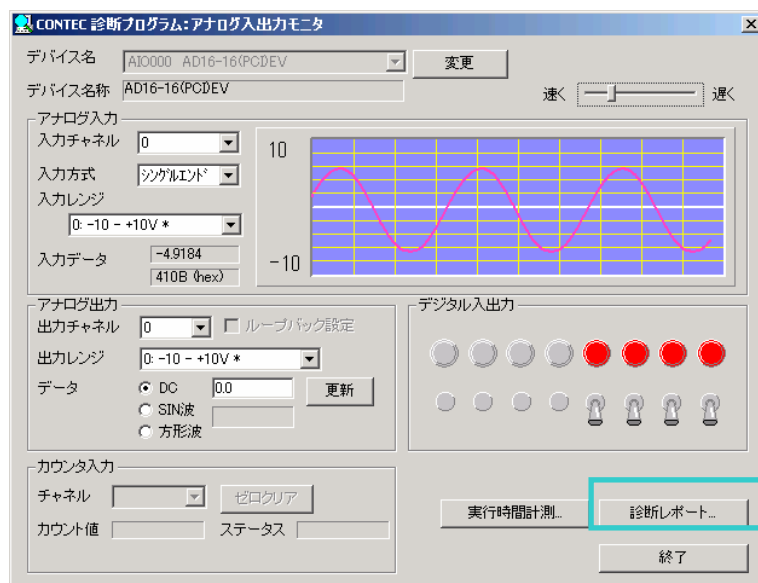 CONTEC 診断プログラム：アナログ入出力モニタ
デバイス名 AIO000 AD16-16(PCI)EV 変更
デバイス名称 AD16-16(PCI)EV 速く 遅く
アナログ入力
入力チャネル 0
入力方式 シングルエンド
入力レンジ
0: -10 - +10V *
入力データ -4.9184
410B (hex)
10
-10
アナログ出力
出力チャネル 0 ループバック設定
出力レンジ 0: -10 - +10V *
データ DC 0.0 更新
SIN波
方形波
デジタル入出力
カウンタ入力
チャネル ゼロクリア
カウント値 ステータス
実行時間計測... 診断レポート...
終了